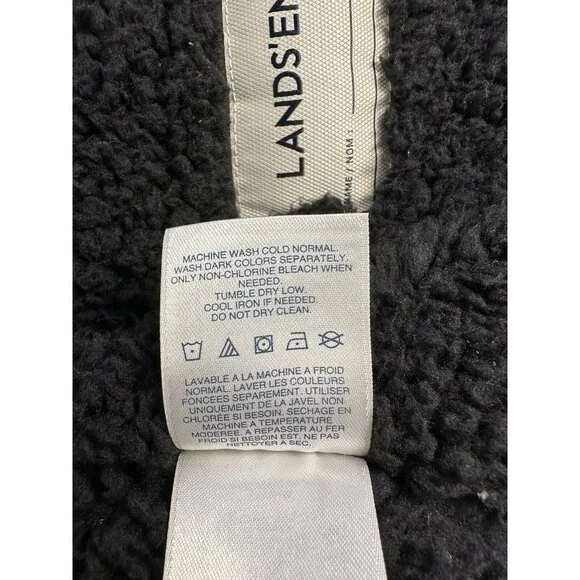 LANDS'EN
NAME / NOM :
MACHINE WASH COLD NORMAL.
WASH DARK COLORS SEPARATELY.
ONLY NON-CHLORINE BLEACH WHEN
NEEDED.
TUMBLE DRY LOW.
COOL IRON IF NEEDED.
DO NOT DRY CLEAN.
LAVABLE A LA MACHINE A FROID
NORMAL. LAVER LES COULEURS
FONCEES SEPAREMENT. UTILISER
UNIQUEMENT DE LA JAVEL NON
CHLORÉE SI BESOIN. SECHAGE EN
MACHINE A TEMPERATURE
MODEREE. A REPASSER AU FER
FROID SI BESOIN EST. NE PAS
NETTOYER A SEC.